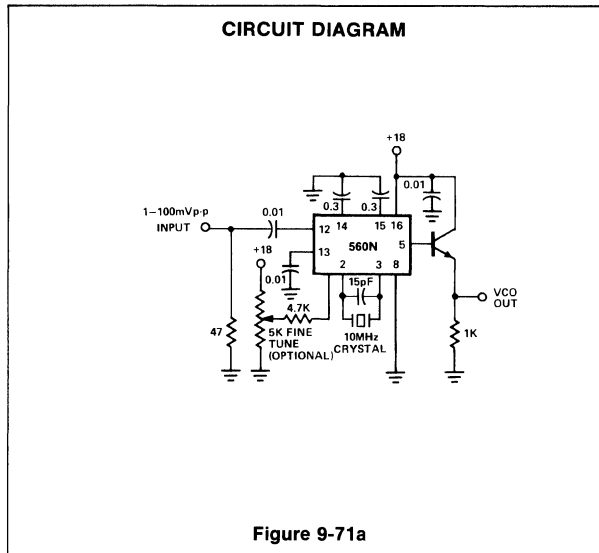 CIRCUIT DIAGRAM
+18
1–100mVp-p
INPUT
0.01
+18
0.01
47
5K FINE
TUNE
(OPTIONAL)
4.7K
0.3
0.3
0.01
14
15
16
12
13
560N
5
2
3
8
15pF
10MHz
CRYSTAL
VCO
OUT
1K
Figure 9-71a